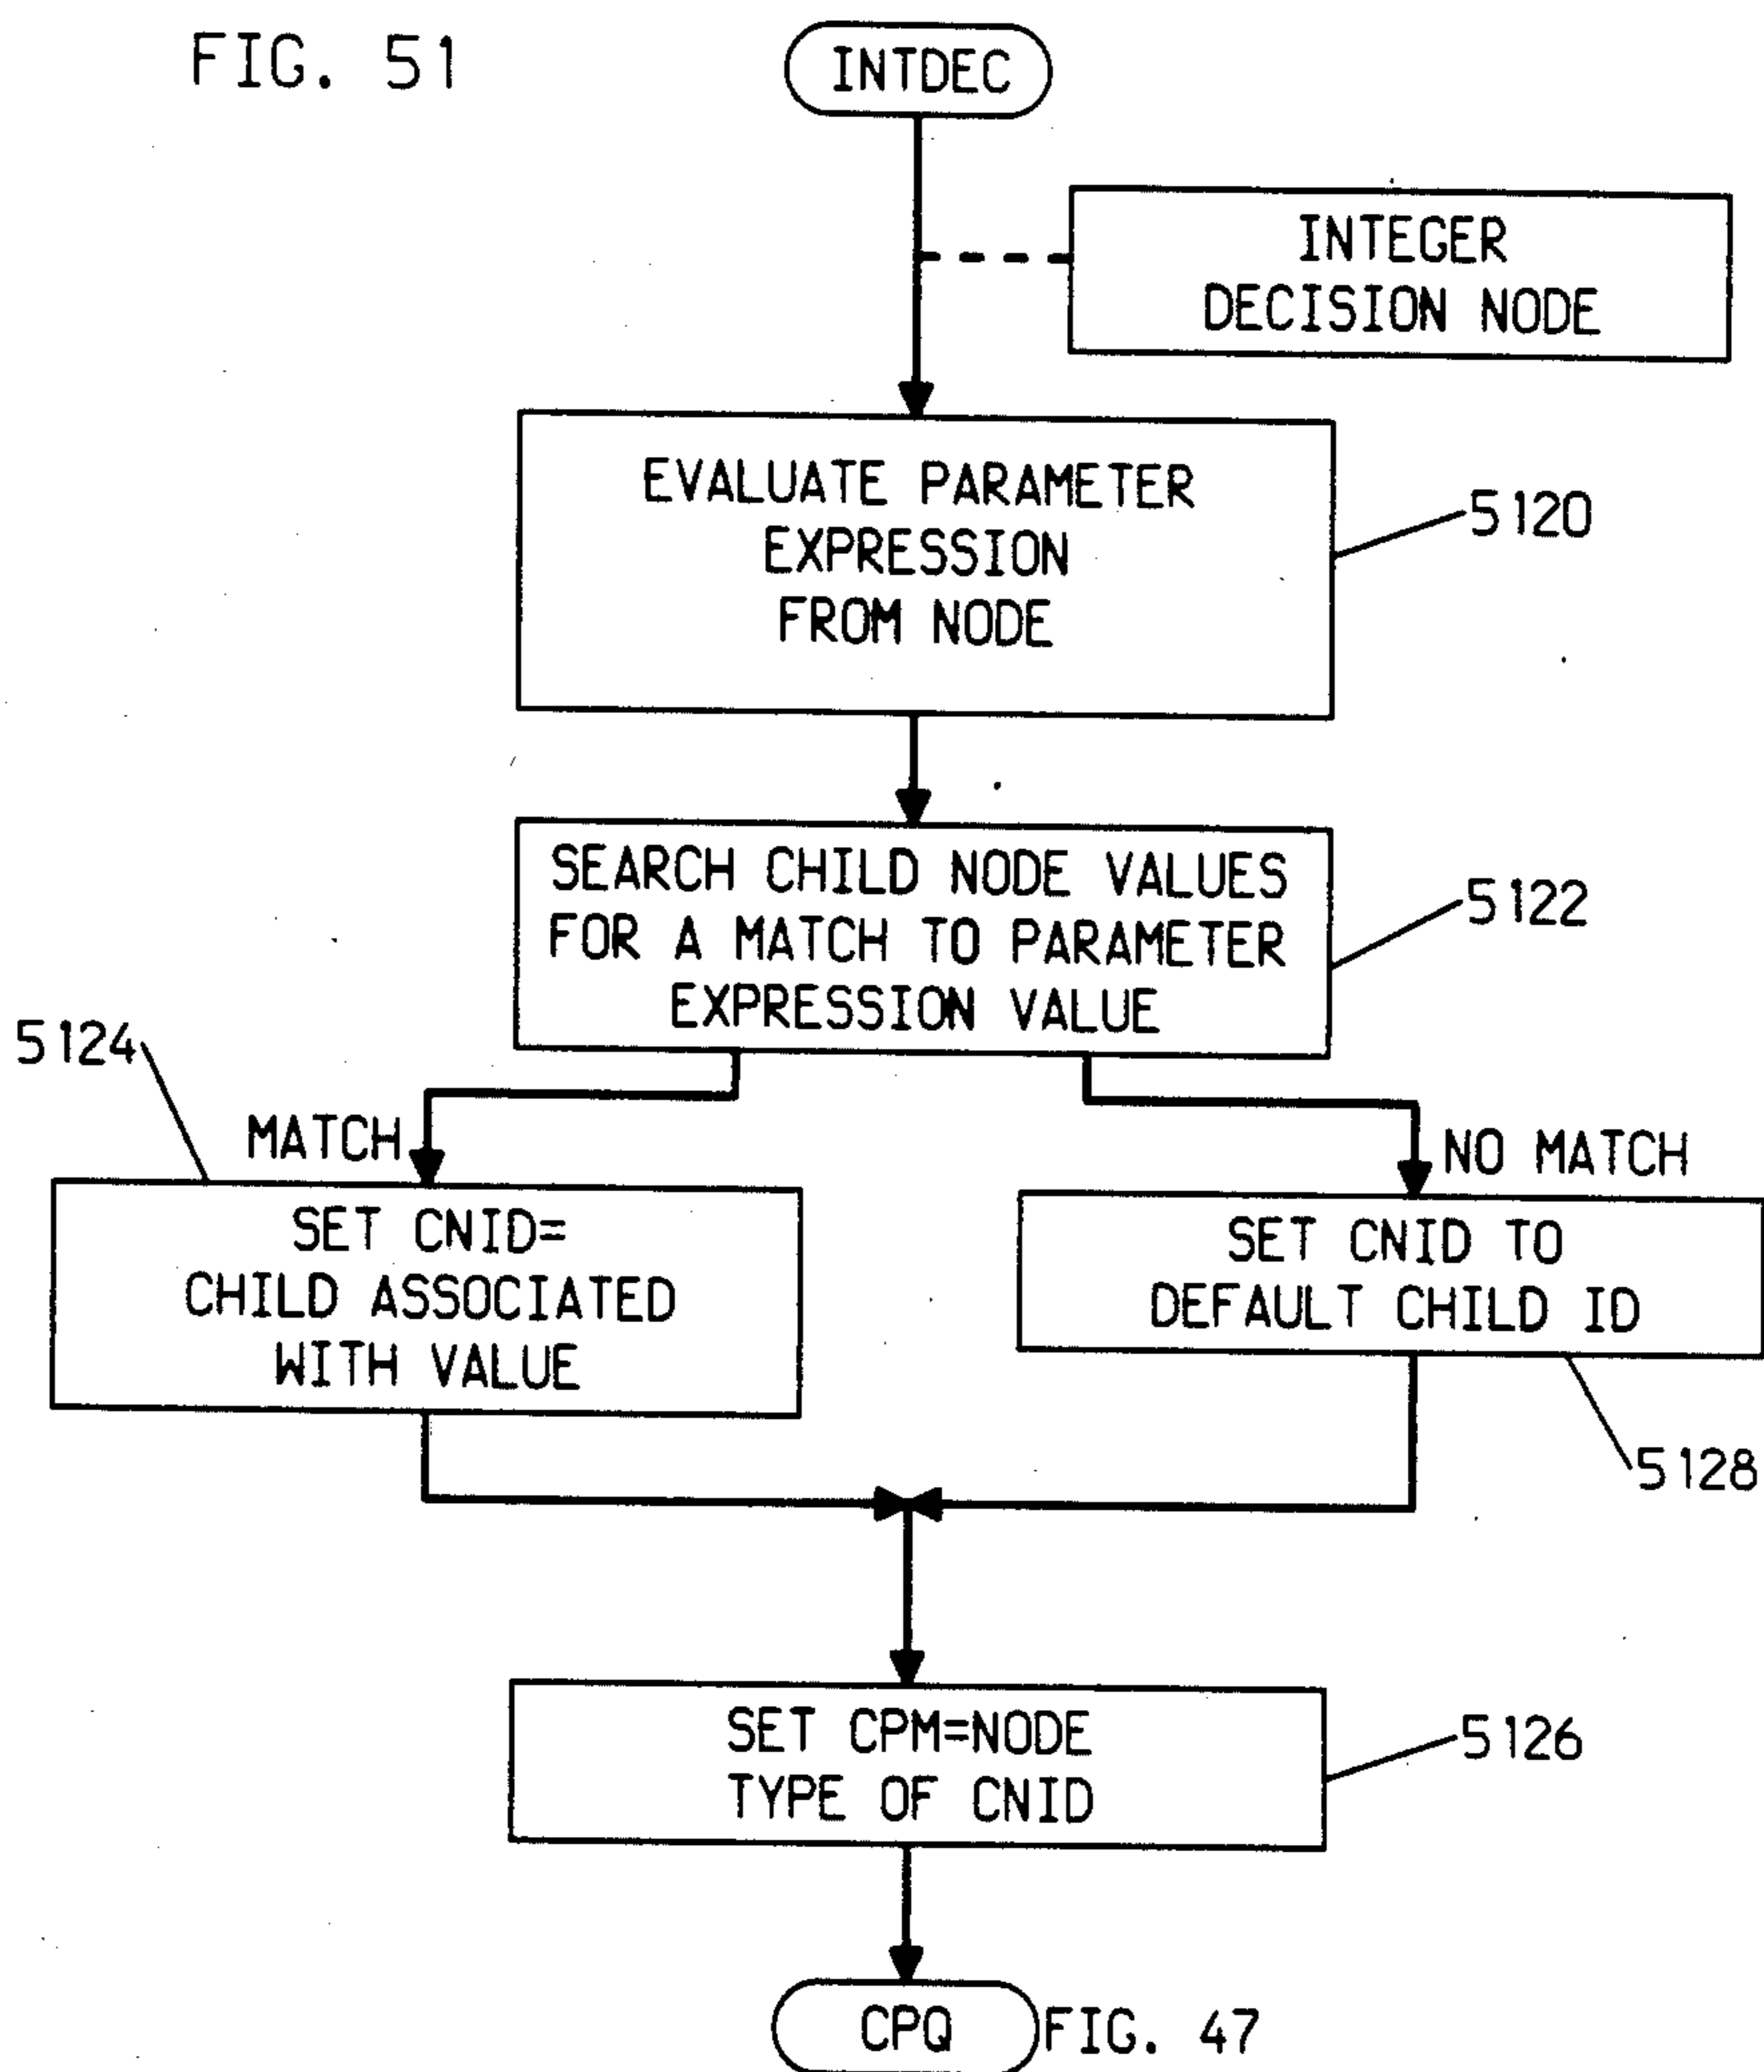 FIG. 51
INTDEC
INTEGER
DECISION NODE
EVALUATE PARAMETER
EXPRESSION
FROM NODE
5120
SEARCH CHILD NODE VALUES
FOR A MATCH TO PARAMETER
EXPRESSION VALUE
5122
5124
MATCH
NO MATCH
SET CNID=
CHILD ASSOCIATED
WITH VALUE
SET CNID TO
DEFAULT CHILD ID
5128
SET CPM=NODE
TYPE OF CNID
5126
CPQ
FIG. 47